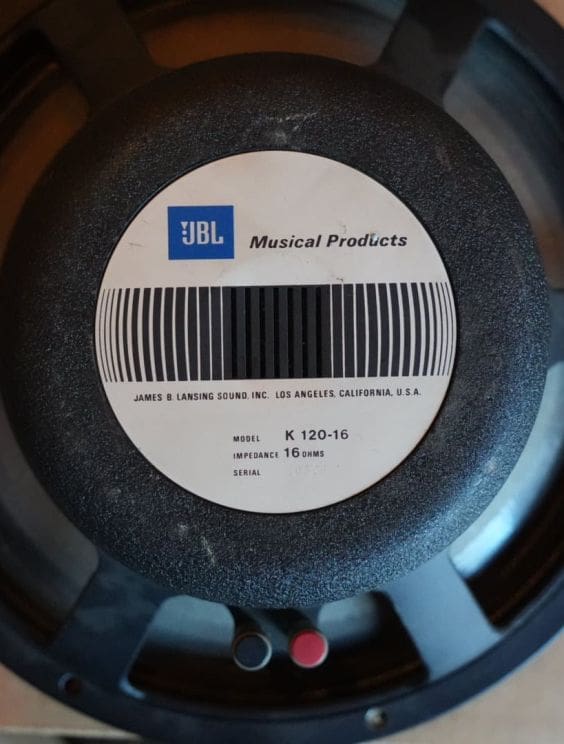 JBL
Musical Products
JAMES B. LANSING SOUND, INC. LOS ANGELES, CALIFORNIA, U.S.A.
MODEL K 120-16
IMPEDANCE 16 OHMS
SERIAL